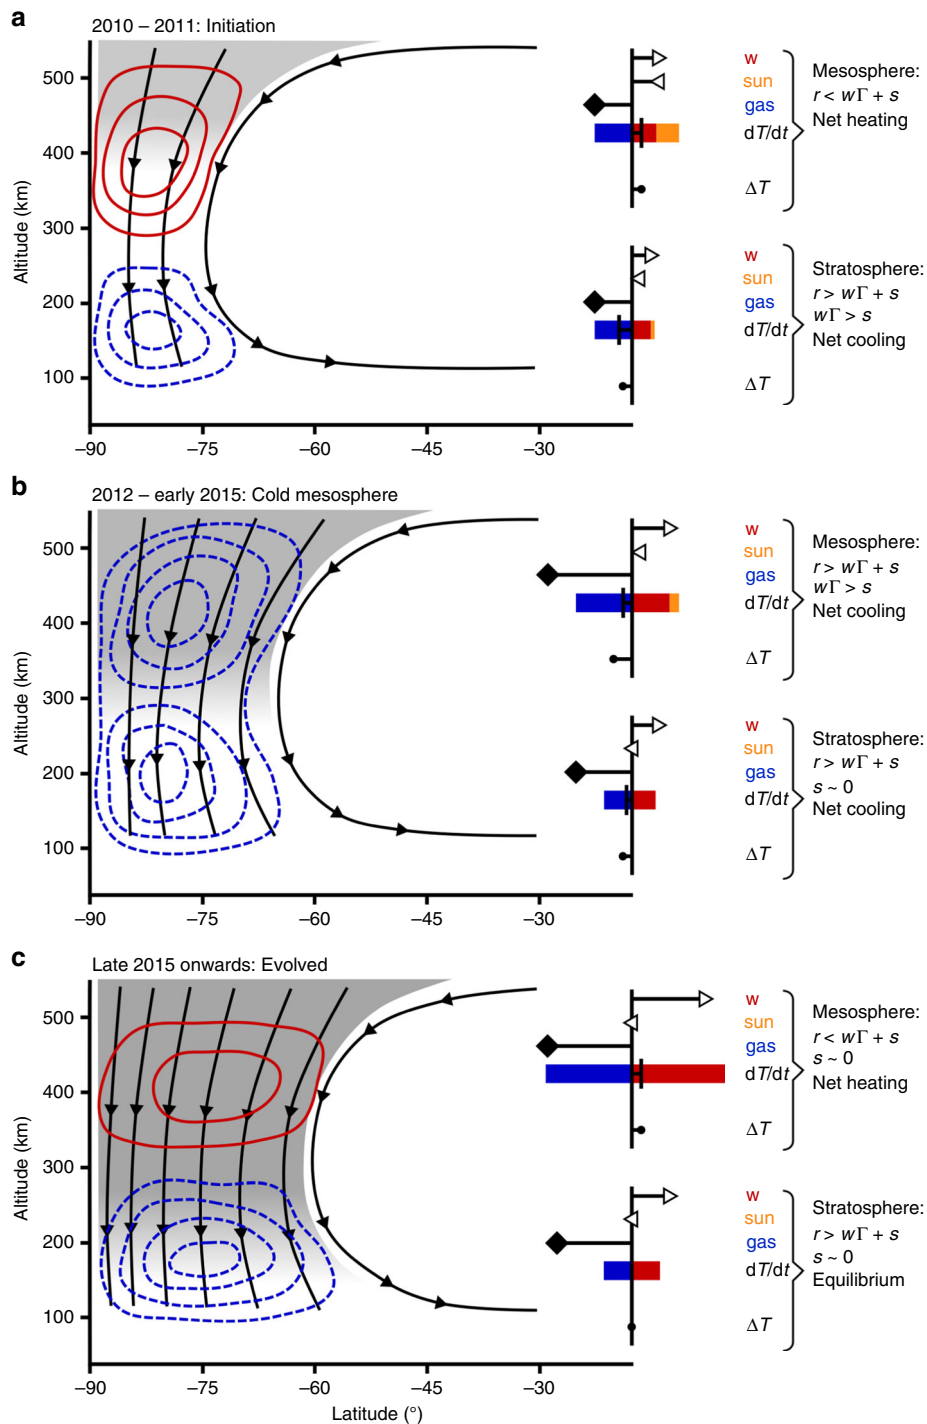 a
2010 – 2011: Initiation
500
400
300
200
100
Altitude (km)
–90
–75
–60
–45
–30
w
sun
gas
dT/dt
ΔT
Mesosphere:
r < wΓ + s
Net heating
w
sun
gas
dT/dt
ΔT
Stratosphere:
r > wΓ + s
wΓ > s
Net cooling
b
2012 – early 2015: Cold mesosphere
500
400
300
200
100
Altitude (km)
–90
–75
–60
–45
–30
w
sun
gas
dT/dt
ΔT
Mesosphere:
r > wΓ + s
wΓ > s
Net cooling
w
sun
gas
dT/dt
ΔT
Stratosphere:
r > wΓ + s
s ~ 0
Net cooling
c
Late 2015 onwards: Evolved
500
400
300
200
100
Altitude (km)
–90
–75
–60
–45
–30
Latitude (°)
w
sun
gas
dT/dt
ΔT
Mesosphere:
r < wΓ + s
s ~ 0
Net heating
w
sun
gas
dT/dt
ΔT
Stratosphere:
r > wΓ + s
s ~ 0
Equilibrium